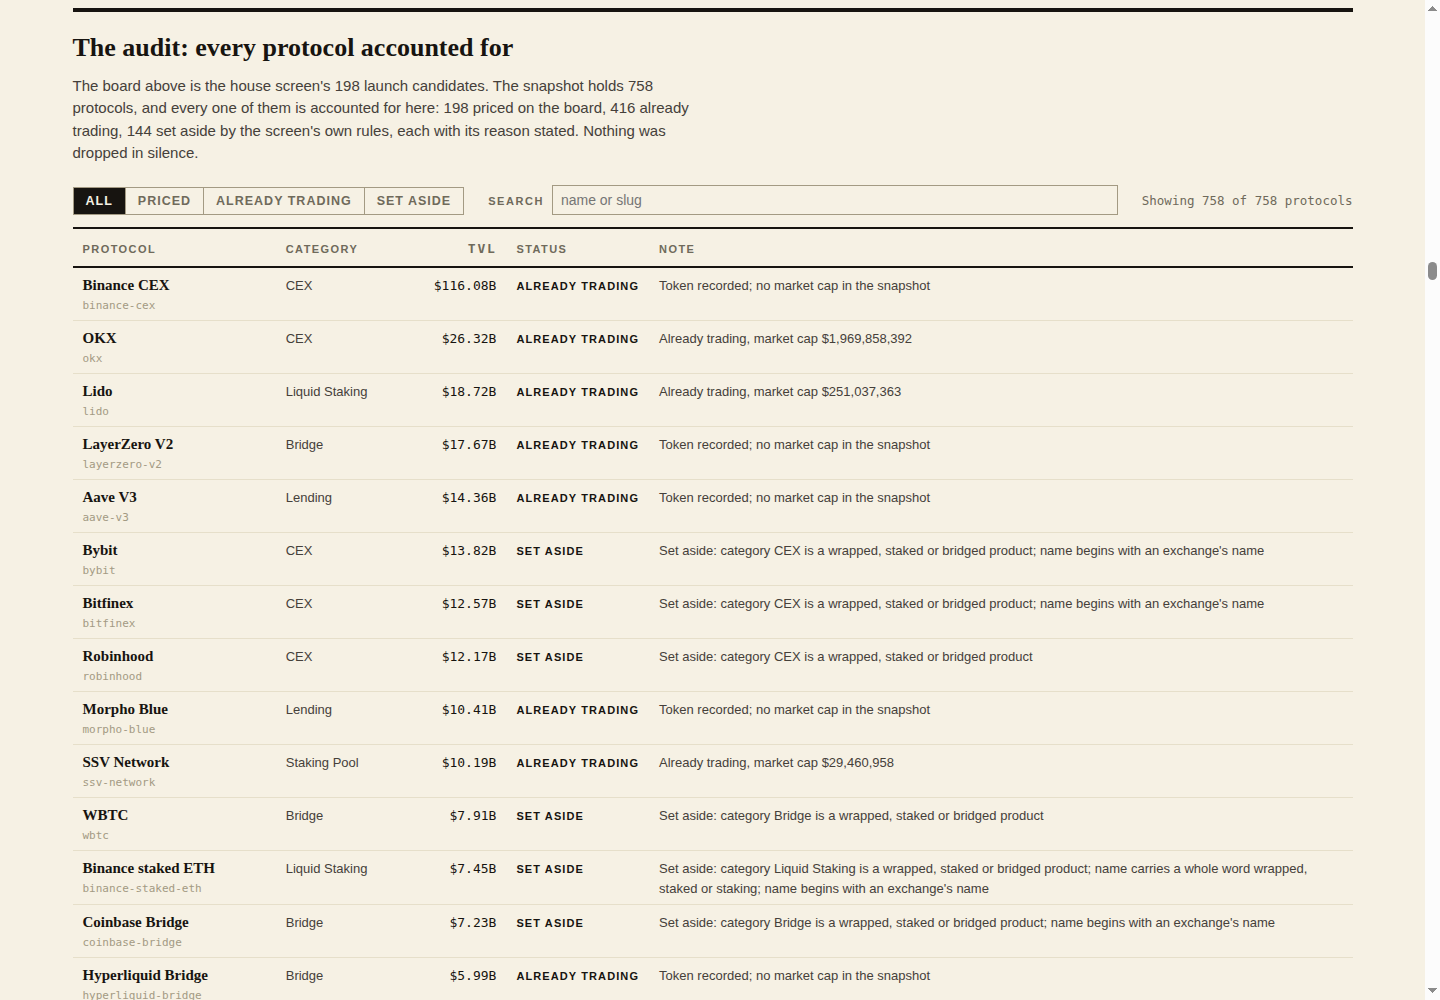 The audit: every protocol accounted for
The board above is the house screen's 198 launch candidates. The snapshot holds 758
protocols, and every one of them is accounted for here: 198 priced on the board, 416 already
trading, 144 set aside by the screen's own rules, each with its reason stated. Nothing was
dropped in silence.
ALL PRICED ALREADY TRADING SET ASIDE SEARCH name or slug Showing 758 of 758 protocols
PROTOCOL CATEGORY TVL STATUS NOTE
Binance CEX CEX $116.08B ALREADY TRADING Token recorded; no market cap in the snapshot
binance-cex
OKX CEX $26.32B ALREADY TRADING Already trading, market cap $1,969,858,392
okx
Lido Liquid Staking $18.72B ALREADY TRADING Already trading, market cap $251,037,363
lido
LayerZero V2 Bridge $17.67B ALREADY TRADING Token recorded; no market cap in the snapshot
layerzero-v2
Aave V3 Lending $14.36B ALREADY TRADING Token recorded; no market cap in the snapshot
aave-v3
Bybit CEX $13.82B SET ASIDE Set aside: category CEX is a wrapped, staked or bridged product; name begins with an exchange's name
bybit
Bitfinex CEX $12.57B SET ASIDE Set aside: category CEX is a wrapped, staked or bridged product; name begins with an exchange's name
bitfinex
Robinhood CEX $12.17B SET ASIDE Set aside: category CEX is a wrapped, staked or bridged product
robinhood
Morpho Blue Lending $10.41B ALREADY TRADING Token recorded; no market cap in the snapshot
morpho-blue
SSV Network Staking Pool $10.19B ALREADY TRADING Already trading, market cap $29,460,958
ssv-network
WBTC Bridge $7.91B SET ASIDE Set aside: category Bridge is a wrapped, staked or bridged product
wbtc
Binance staked ETH Liquid Staking $7.45B SET ASIDE Set aside: category Liquid Staking is a wrapped, staked or bridged product; name carries a whole word wrapped,
binance-staked-eth staked or staking; name begins with an exchange's name
Coinbase Bridge Bridge $7.23B SET ASIDE Set aside: category Bridge is a wrapped, staked or bridged product; name begins with an exchange's name
coinbase-bridge
Hyperliquid Bridge Bridge $5.99B ALREADY TRADING Token recorded; no market cap in the snapshot
hyperliquid-bridge